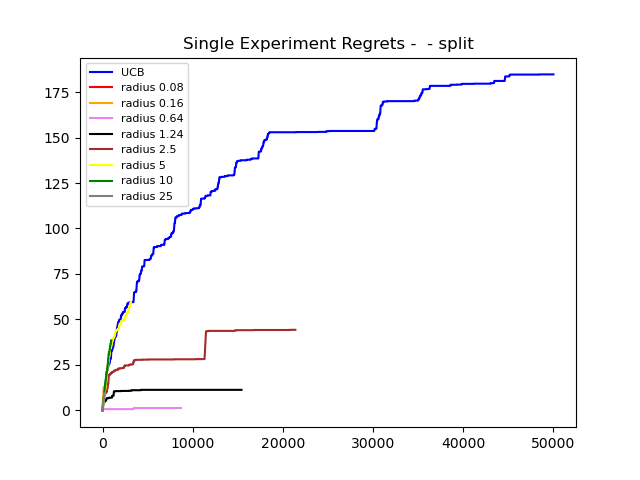 Single Experiment Regrets -  - split
UCB
radius 0.08
radius 0.16
radius 0.64
radius 1.24
radius 2.5
radius 5
radius 10
radius 25
175
150
125
100
75
50
25
0
0 10000 20000 30000 40000 50000